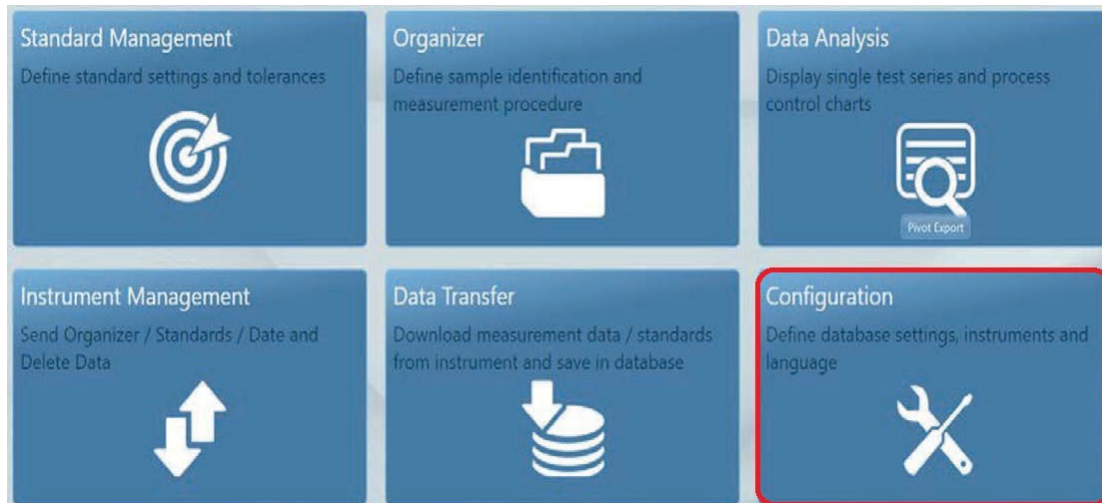 Standard Management
Define standard settings and tolerances
Organizer
Define sample identification and
measurement procedure
Data Analysis
Display single test series and process
control charts
Pivot Export
Instrument Management
Send Organizer / Standards / Date and
Delete Data
Data Transfer
Download measurement data / standards
from instrument and save in database
Configuration
Define database settings, instruments and
language